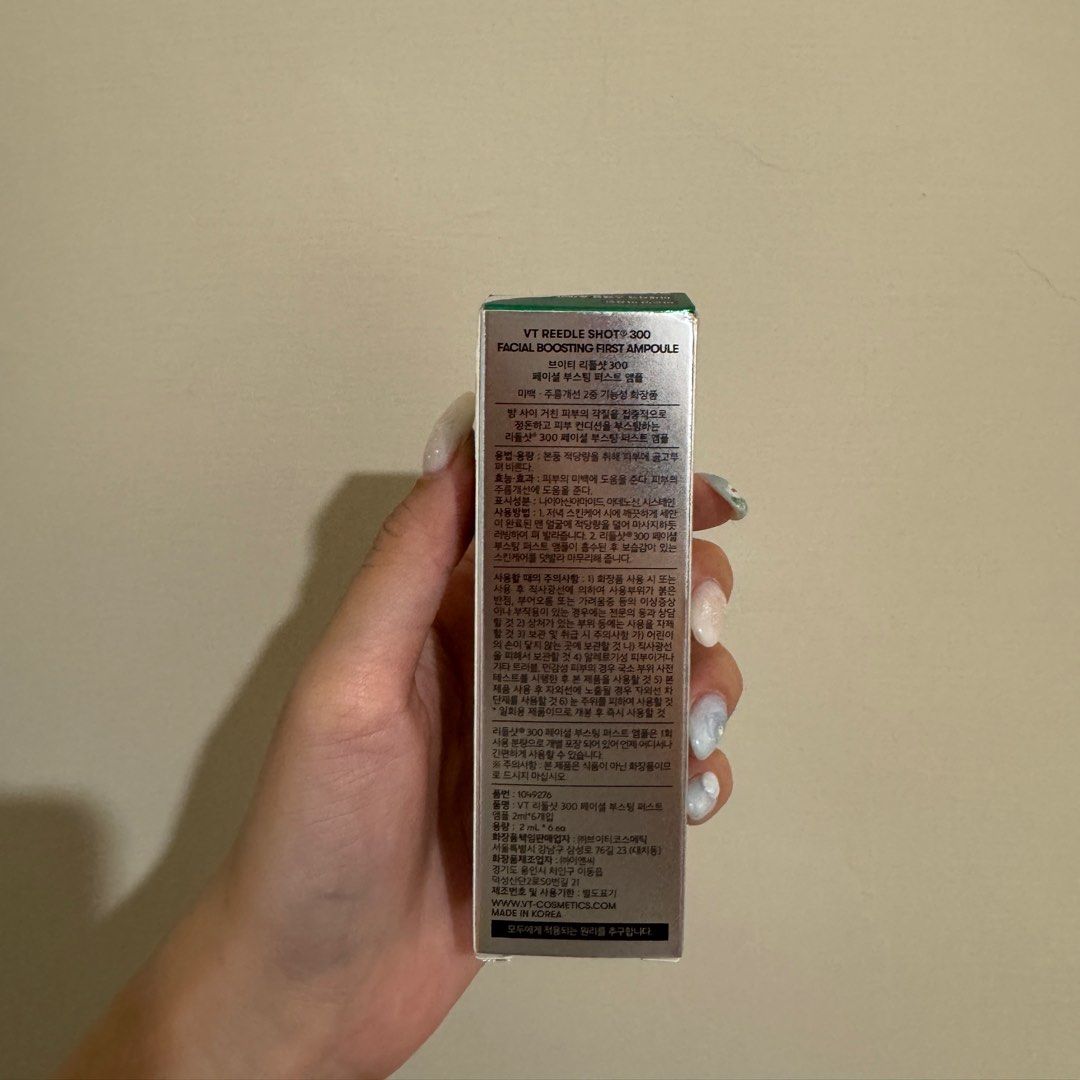 VT REEDLE SHOT® 300
FACIAL BOOSTING FIRST AMPOULE
브이티 리들샷 300
페이셜 부스팅 퍼스트 앰플
미백 · 주름개선 2중 기능성 화장품
밤 사이 거친 피부의 각질을 집중적으로
정돈하고 피부 컨디션을 부스팅하는
리들샷® 300 페이셜 부스팅 퍼스트 앰플
용법·용량 : 본품 적당량을 취해 피부에 골고루
펴 바른다.
효능·효과 : 피부의 미백에 도움을 준다. 피부의
주름개선에 도움을 준다.
표시성분 : 나이아신아마이드, 아데노신, 시스테인
사용방법 : 1. 저녁 스킨케어 시에 깨끗하게 세안
이 완료된 맨 얼굴에 적당량을 덜어 마사지하듯
러빙하여 펴 발라줍니다. 2. 리들샷®300 페이셜
부스팅 퍼스트 앰플이 흡수된 후 보습감이 있는
스킨케어를 덧발라 마무리해 줍니다.
사용할 때의 주의사항 : 1) 화장품 사용 시 또는
사용 후 직사광선에 의하여 사용부위가 붉은
반점, 부어오름 또는 가려움증 등의 이상증상
이나 부작용이 있는 경우에는 전문의 등과 상담
할 것 2) 상처가 있는 부위 등에는 사용을 자제
할 것 3) 보관 및 취급 시 주의사항 가) 어린이
의 손이 닿지 않는 곳에 보관할 것 나) 직사광선
을 피해서 보관할 것 4) 알레르기성 피부이거나
기타 트러블, 민감성 피부의 경우 국소 부위 사전
테스트를 시행한 후 본 제품을 사용할 것 5) 본
제품 사용 후 자외선에 노출될 경우 자외선 차
단제를 사용할 것 6) 눈 주위를 피하여 사용할 것
* 일회용 제품이므로 개봉 후 즉시 사용할 것
리들샷® 300 페이셜 부스팅 퍼스트 앰플은 1회
사용 분량으로 개별 포장 되어 있어 언제 어디서나
간편하게 사용할 수 있습니다.
※ 주의사항 : 본 제품은 식품이 아닌 화장품이므
로 드시지 마십시오.
품번 : 1049276
품명 : VT 리들샷 300 페이셜 부스팅 퍼스트
앰플 2ml*6개입
용량 : 2 mL * 6 ea
화장품책임판매업자 : ㈜브이티코스메틱
서울특별시 강남구 삼성로 76길 23 (대치동)
화장품제조업자 : ㈜이앤씨
경기도 용인시 처인구 이동읍
덕성산단2로50번길 21
제조번호 및 사용기한 : 별도표기
WWW.VT-COSMETICS.COM
MADE IN KOREA
모두에게 적용되는 원리를 추구합니다.